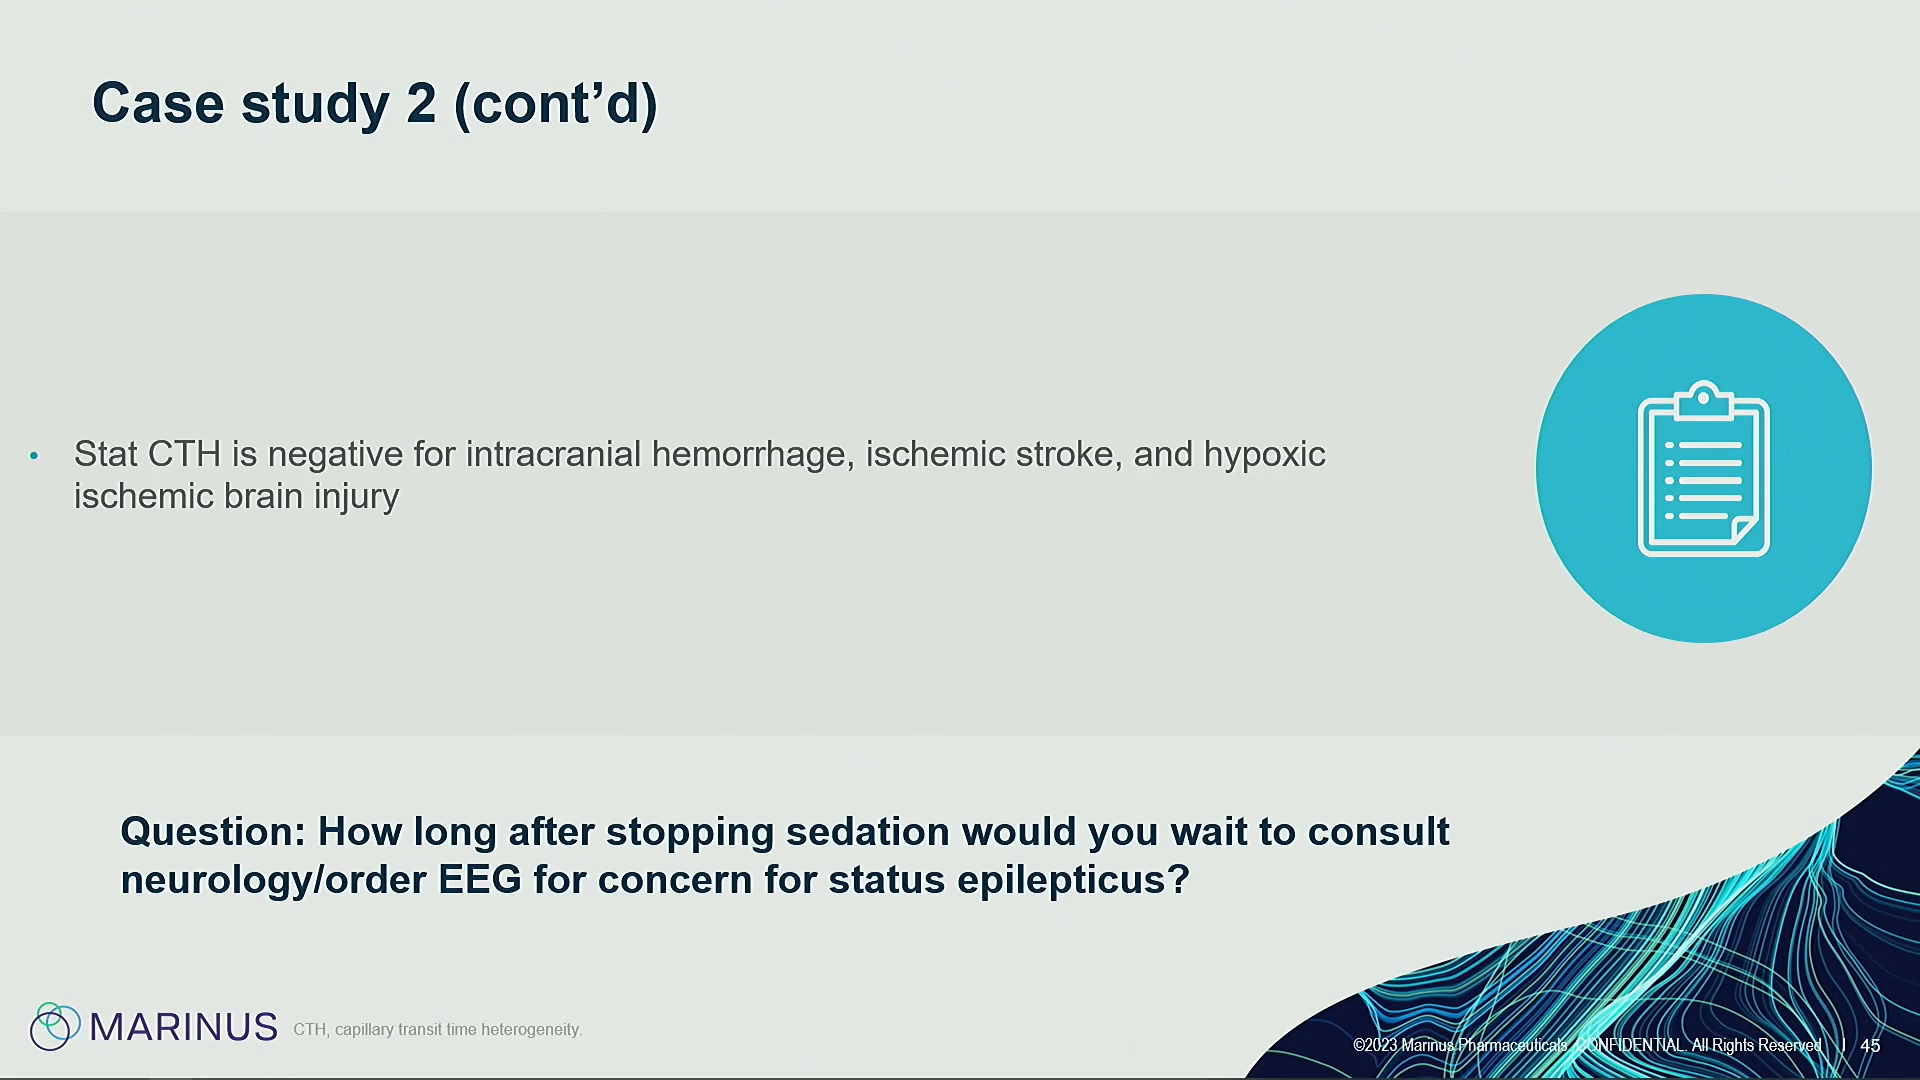 Case study 2 (cont’d)
• Stat CTH is negative for intracranial hemorrhage, ischemic stroke, and hypoxic
ischemic brain injury
Question: How long after stopping sedation would you wait to consult
neurology/order EEG for concern for status epilepticus?
MARINUS
CTH, capillary transit time heterogeneity.
©2023 Marinus Pharmaceuticals. CONFIDENTIAL. All Rights Reserved | 45